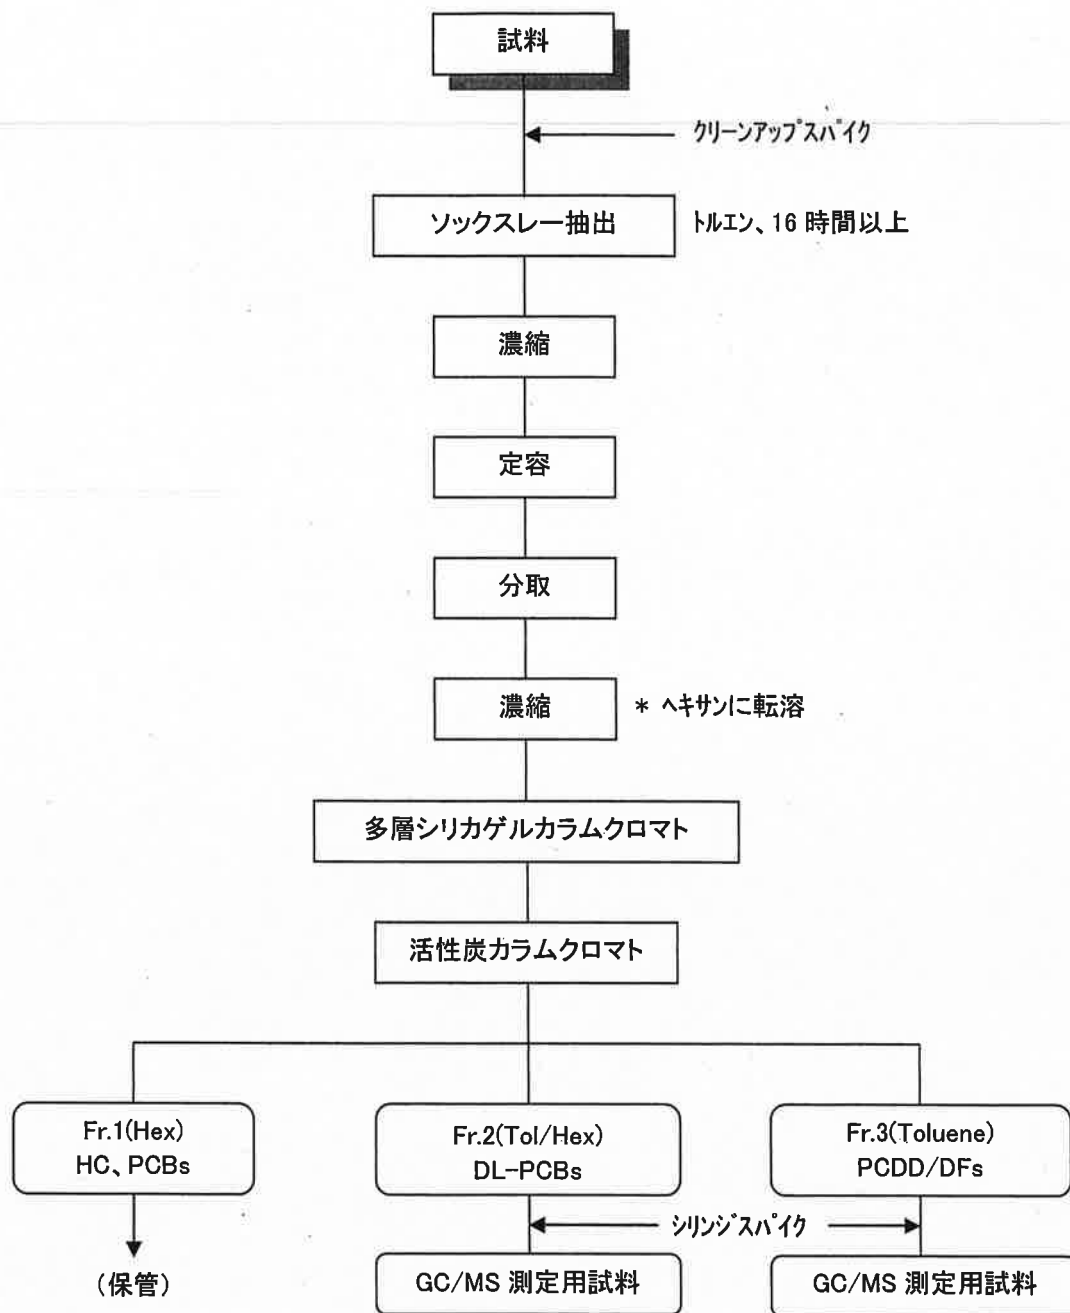 試料
クリーンアップスパイク
ソックスレー抽出
トルエン、16 時間以上
濃縮
定容
分取
濃縮
* ヘキサンに転溶
多層シリカゲルカラムクロマト
活性炭カラムクロマト
Fr.1(Hex)
HC、PCBs
Fr.2(Tol/Hex)
DL-PCBs
Fr.3(Toluene)
PCDD/DFs
シリンジスパイク
(保管)
GC/MS 測定用試料
GC/MS 測定用試料